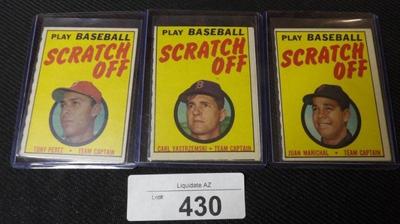 PLAY BASEBALL
SCRATCH
OFF
TONY PEREZ • TEAM CAPTAIN
PLAY BASEBALL
SCRATCH
OFF
CARL YASTRZEMSKI • TEAM CAPTAIN
PLAY BASEBALL
SCRATCH
OFF
JUAN MARICHAL • TEAM CAPTAIN
Liquidate AZ
Lot#
430